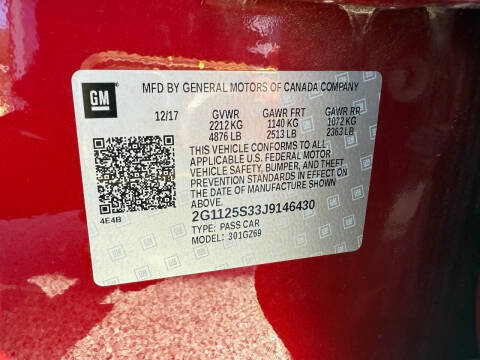 GM
MFD BY GENERAL MOTORS OF CANADA COMPANY
12/17 GVWR GAWR FRT GAWR RR
2212 KG 1140 KG 1072 KG
4876 LB 2513 LB 2363 LB
THIS VEHICLE CONFORMS TO ALL
APPLICABLE U.S. FEDERAL MOTOR
VEHICLE SAFETY, BUMPER, AND THEFT
PREVENTION STANDARDS IN EFFECT ON
THE DATE OF MANUFACTURE SHOWN
ABOVE.
4E4B
2G1125S33J9146430
TYPE: PASS CAR
MODEL: 301GZ69